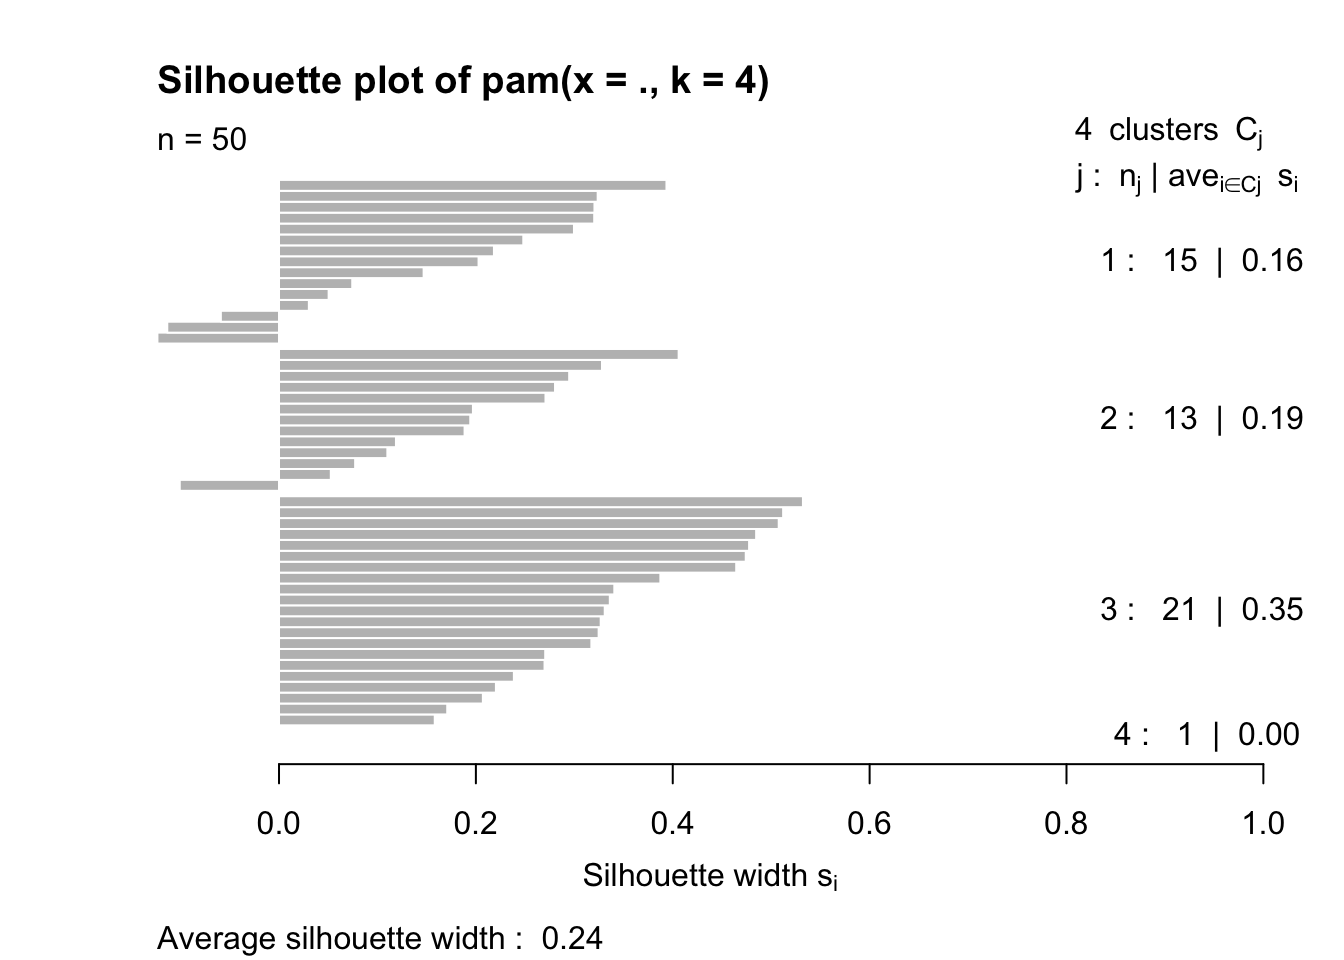 Silhouette plot of pam(x = ., k = 4)
n = 50
4 clusters Cj
j : nj | avei∈Cj si
1 : 15 | 0.16
2 : 13 | 0.19
3 : 21 | 0.35
4 : 1 | 0.00
0.0 0.2 0.4 0.6 0.8 1.0
Silhouette width si
Average silhouette width : 0.24